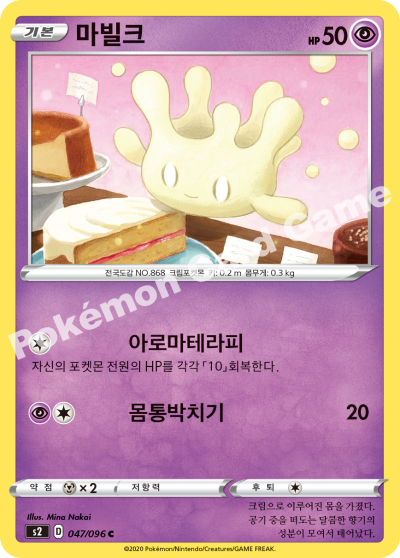 기본 마빌크 HP 50
전국도감 NO.868 크림포켓몬 키: 0.2 m 몸무게: 0.3 kg
Pokémon Card Game
아로마테라피
자신의 포켓몬 전원의 HP를 각각 「10」회복한다.
몸통박치기 20
약점 ×2 저항력 후퇴
Illus. Mina Nakai
s2 D 047/096 C
크림으로 이루어진 몸을 가졌다.
공기 중을 떠도는 달콤한 향기의
성분이 모여서 태어났다.
©2020 Pokémon/Nintendo/Creatures/GAME FREAK.